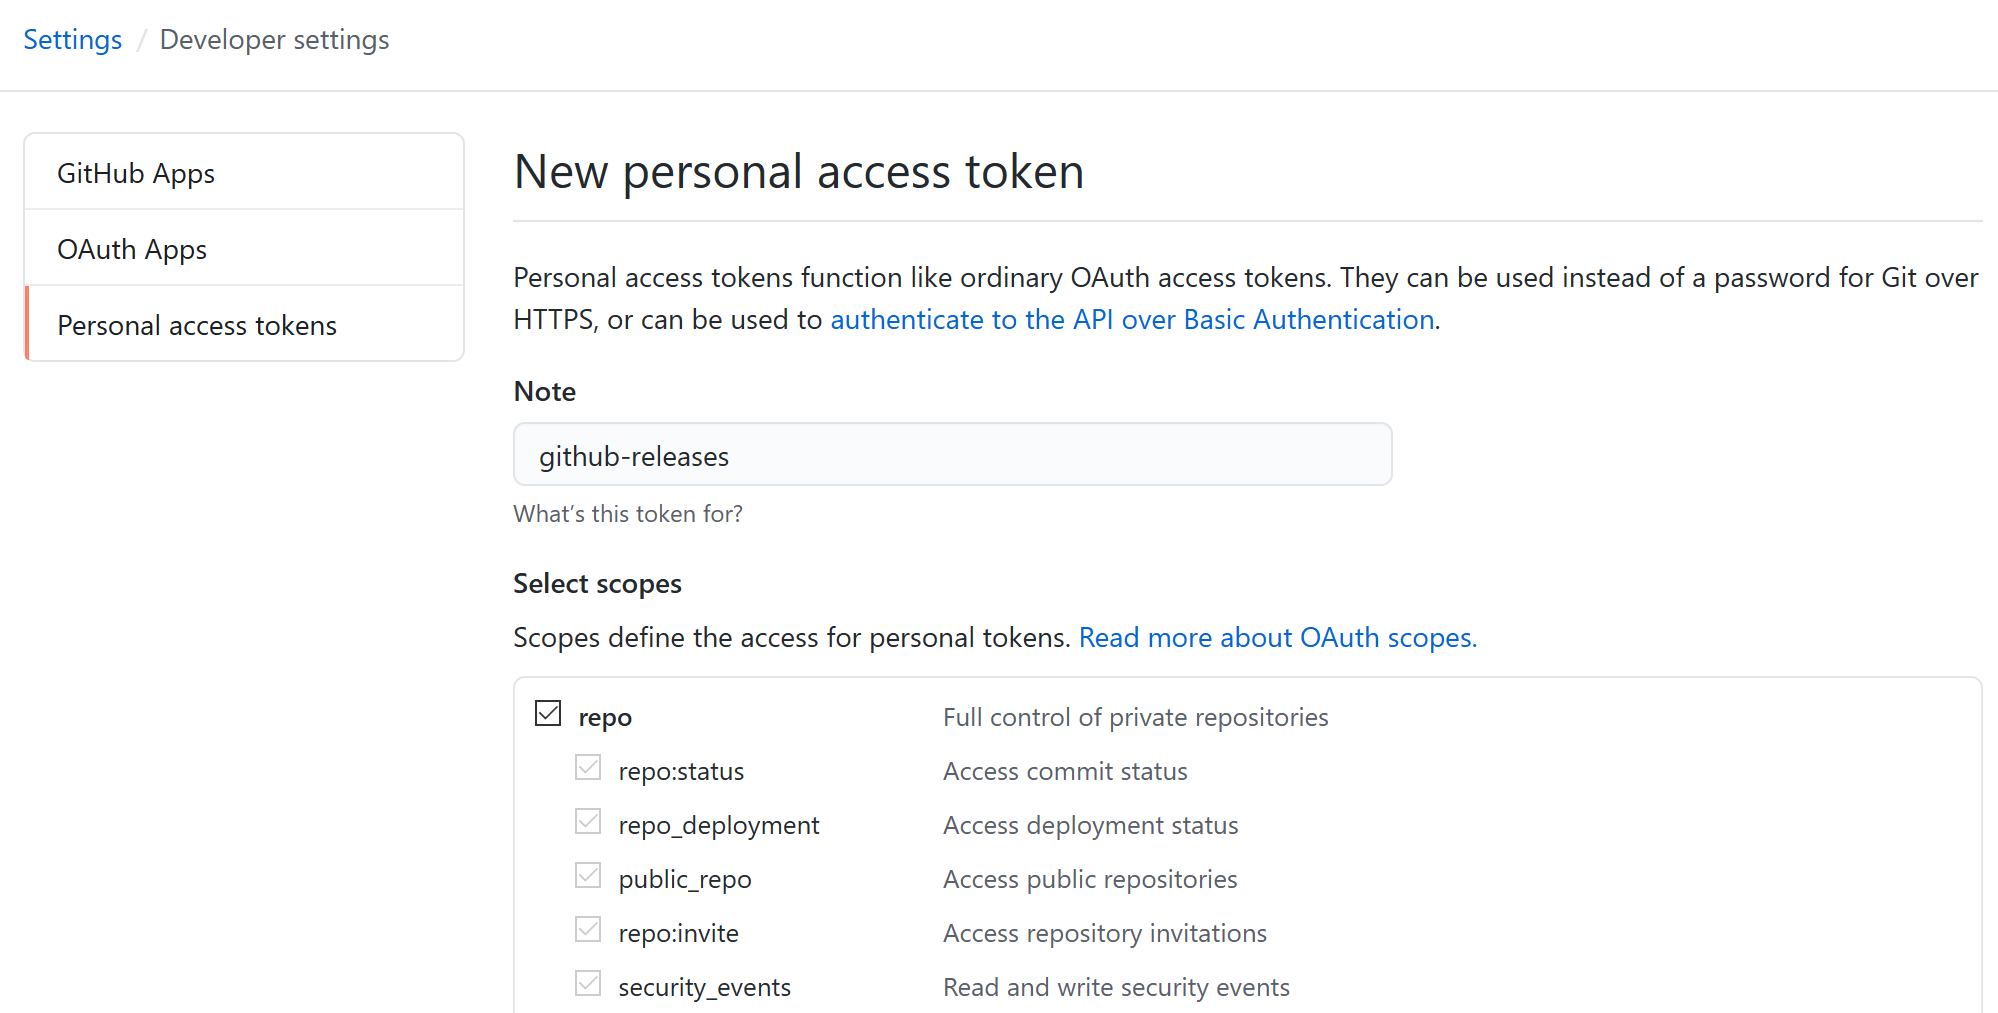 Settings / Developer settings
GitHub Apps
OAuth Apps
Personal access tokens
New personal access token
Personal access tokens function like ordinary OAuth access tokens. They can be used instead of a password for Git over
HTTPS, or can be used to authenticate to the API over Basic Authentication.
Note
github-releases
What’s this token for?
Select scopes
Scopes define the access for personal tokens. Read more about OAuth scopes.
repo Full control of private repositories
repo:status Access commit status
repo_deployment Access deployment status
public_repo Access public repositories
repo:invite Access repository invitations
security_events Read and write security events